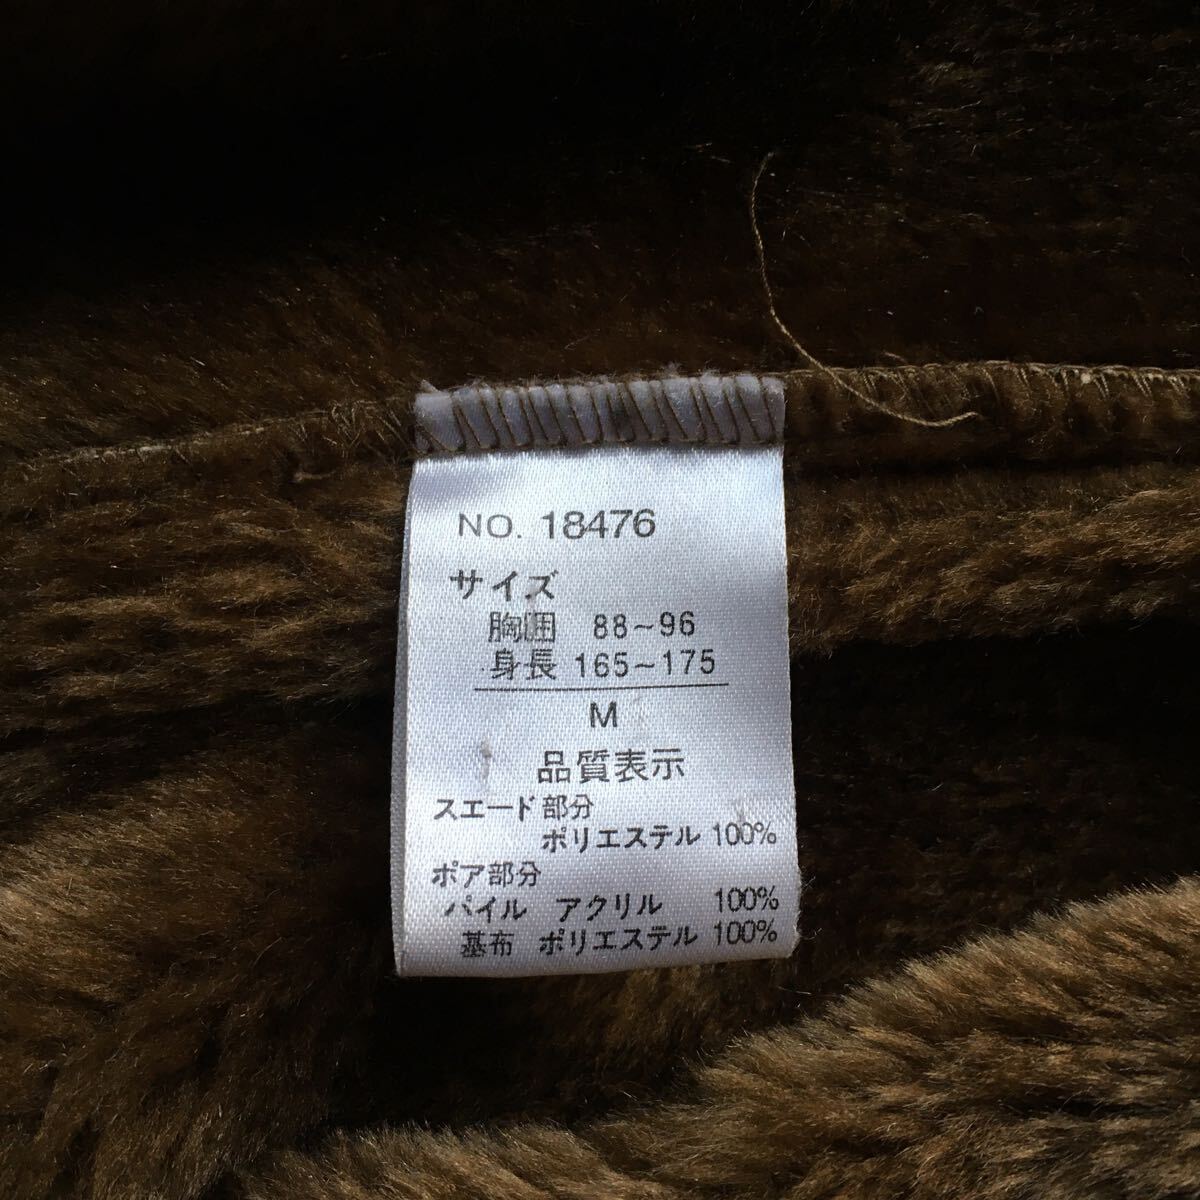 NO. 18476
サイズ
胸囲 88~96
身長 165~175
M
品質表示
スエード部分
ポリエステル 100%
ボア部分
パイル アクリル 100%
基布 ポリエステル 100%